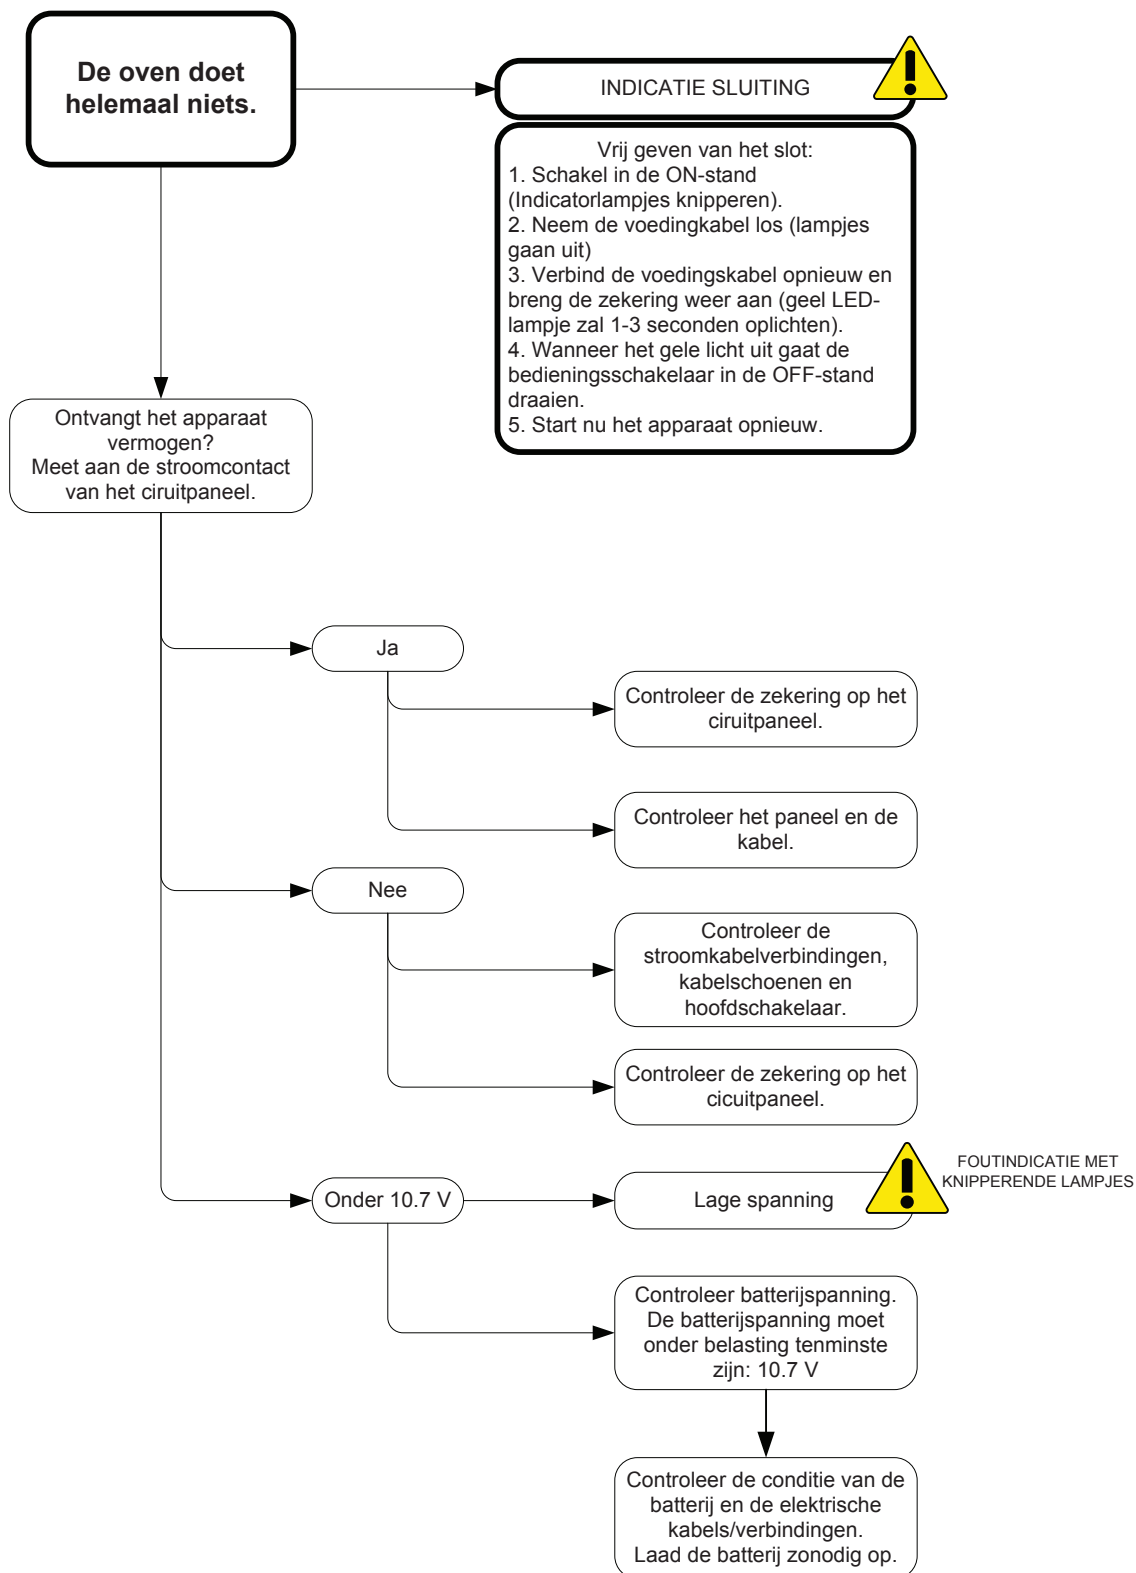 De oven doet
helemaal niets.
INDICATIE SLUITING
Vrij geven van het slot:
1. Schakel in de ON-stand
(Indicatorlampjes knipperen).
2. Neem de voedingkabel los (lampjes
gaan uit)
3. Verbind de voedingskabel opnieuw en
breng de zekering weer aan (geel LED-
lampje zal 1-3 seconden oplichten).
4. Wanneer het gele licht uit gaat de
bedieningsschakelaar in de OFF-stand
draaien.
5. Start nu het apparaat opnieuw.
Ontvangt het apparaat
vermogen?
Meet aan de stroomcontact
van het ciruitpaneel.
Ja
Controleer de zekering op het
ciruitpaneel.
Controleer het paneel en de
kabel.
Nee
Controleer de
stroomkabelverbindingen,
kabelschoenen en
hoofdschakelaar.
Controleer de zekering op het
cicuitpaneel.
Onder 10.7 V
Lage spanning
FOUTINDICATIE MET
KNIPPERENDE LAMPJES
Controleer batterijspanning.
De batterijspanning moet
onder belasting tenminste
zijn: 10.7 V
Controleer de conditie van de
batterij en de elektrische
kabels/verbindingen.
Laad de batterij zonodig op.